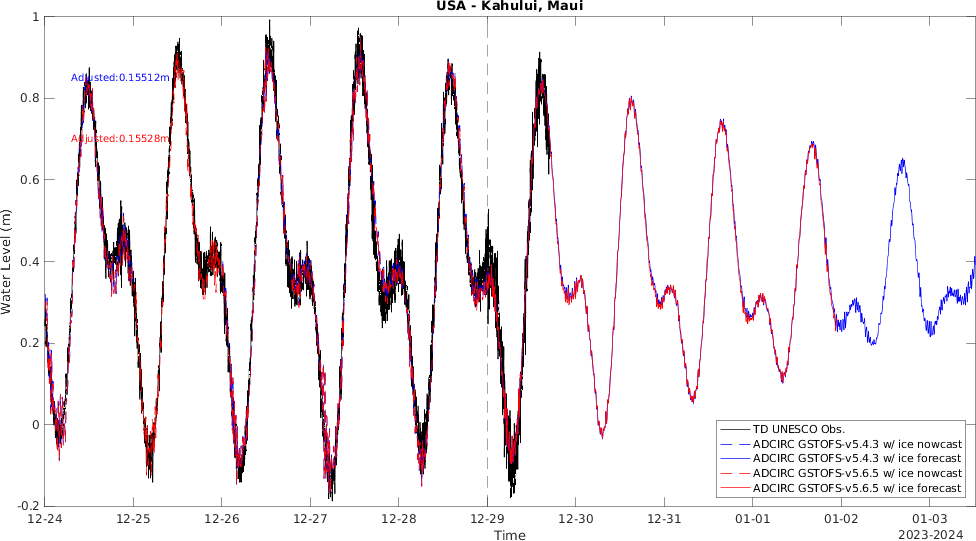 USA - Kahului, Maui
1
0.8
0.6
0.4
0.2
0
-0.2
Water Level (m)
Adjusted:0.15512m
Adjusted:0.15528m
TD UNESCO Obs.
ADCIRC GSTOFS-v5.4.3 w/ ice nowcast
ADCIRC GSTOFS-v5.4.3 w/ ice forecast
ADCIRC GSTOFS-v5.6.5 w/ ice nowcast
ADCIRC GSTOFS-v5.6.5 w/ ice forecast
12-24 12-25 12-26 12-27 12-28 12-29 12-30 12-31 01-01 01-02 01-03
Time
2023-2024